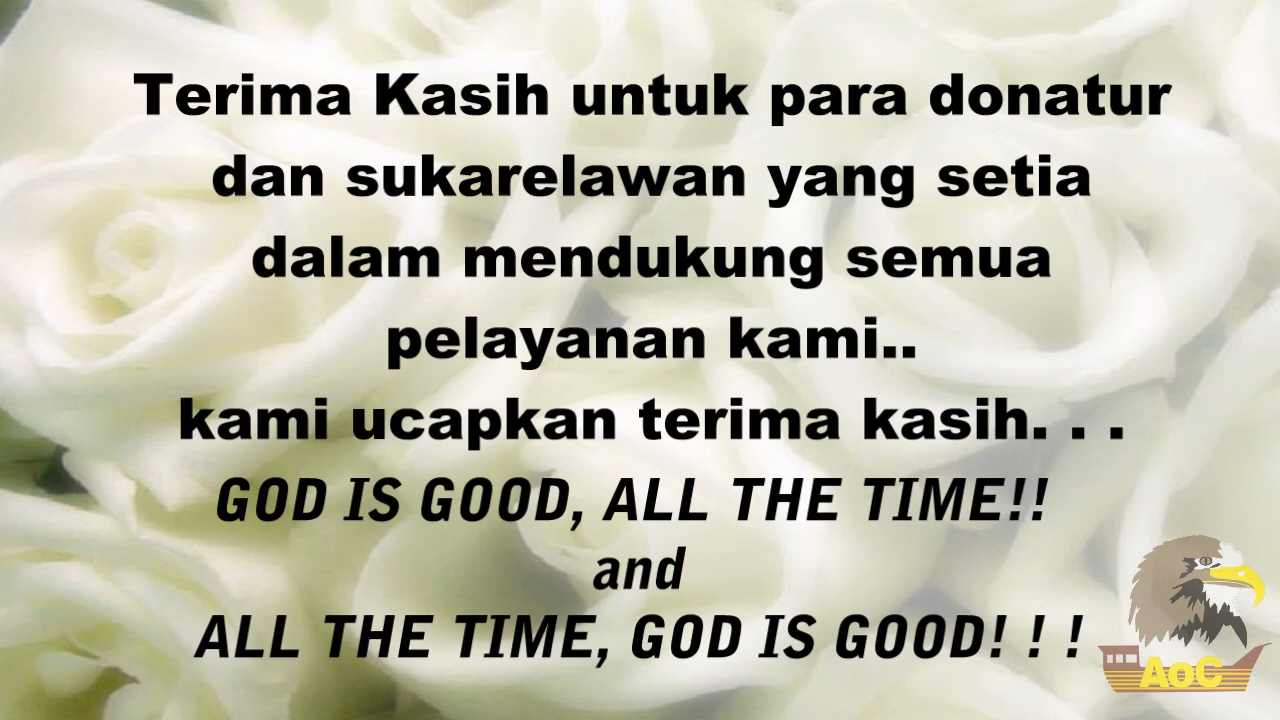 Terima Kasih untuk para donatur
dan sukarelawan yang setia
dalam mendukung semua
pelayanan kami..
kami ucapkan terima kasih. . .
GOD IS GOOD, ALL THE TIME!!
and
ALL THE TIME, GOD IS GOOD! ! !
AoC